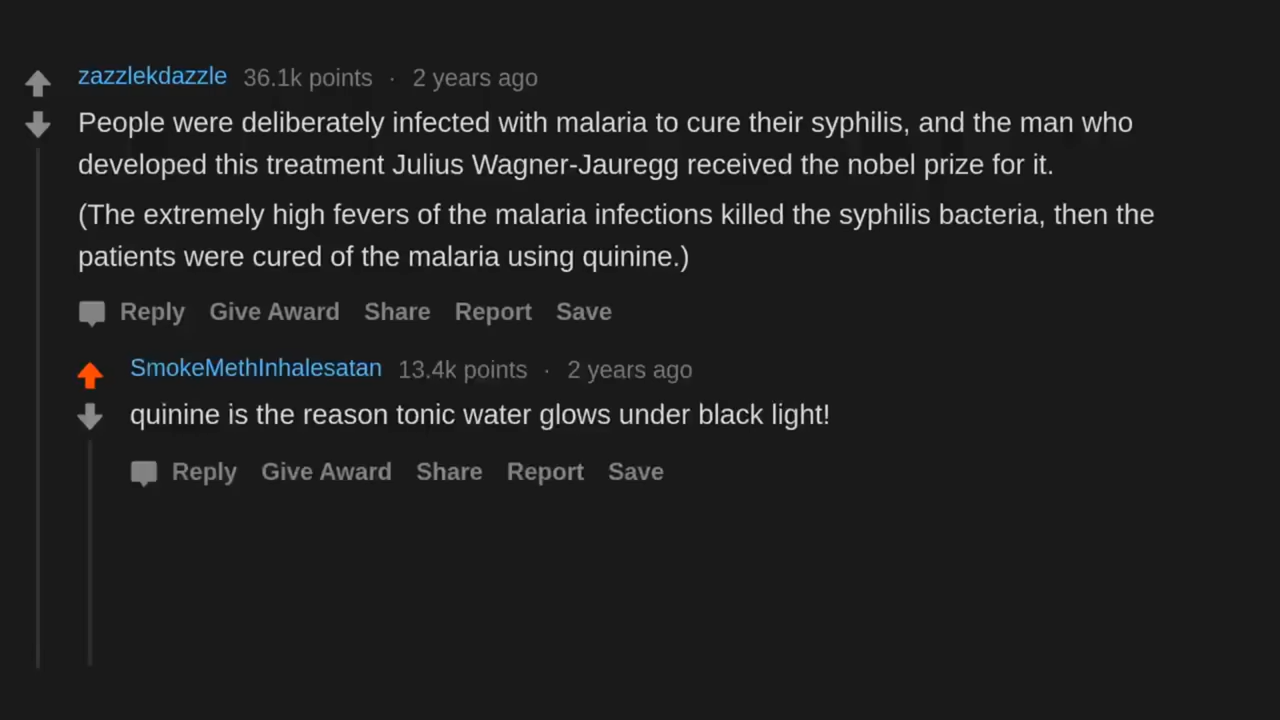 zazzlekdazzle 36.1k points · 2 years ago
People were deliberately infected with malaria to cure their syphilis, and the man who
developed this treatment Julius Wagner-Jauregg received the nobel prize for it.
(The extremely high fevers of the malaria infections killed the syphilis bacteria, then the
patients were cured of the malaria using quinine.)
Reply Give Award Share Report Save
SmokeMethInhalesatan 13.4k points · 2 years ago
quinine is the reason tonic water glows under black light!
Reply Give Award Share Report Save